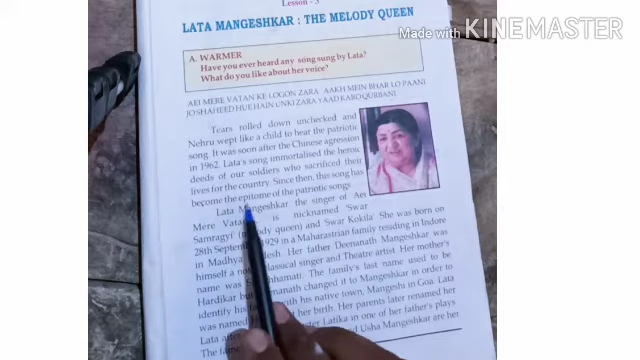 Lesson - 3
LATA MANGESHKAR : THE MELODY QUEEN
Made with KINEMASTER
A. WARMER
Have you ever heard any song sung by Lata?
What do you like about her voice?
AEI MERE VATAN KE LOGON ZARA AAKH MEIN BHAR LO PAANI
JO SHAHEED HUE HAIN UNKI ZARA YAAD KARO QURBANI
Tears rolled down unchecked and
Nehru wept like a child to hear the patriotic
song. It was soon after the Chinese agression
in 1962. Lata's song immortalised the heroic
deeds of our soldiers who sacrificed their
lives for the country. Since then, this song has
become the epitome of the patriotic songs.
Lata Mangeshkar the singer of Aei
Mere Vatan is nicknamed 'Swar
Samragyi' queen) and 'Swar Kokila'. She was born on
28th September 1929 in a Maharastrian family residing in Indore
in Madhya Her father Deenanath Mangeshkar was
himself a classical singer and Theatre artist. Her mother's
name was The family's last name used to be
Hardikar but changed it to Mangeshkar in order to
identify his with his native town, Mangeshi in Goa. Lata
was named her birth. Her parents later renamed her
Lata Latika in one of her father's plays
The Usha Mangeshkar are her